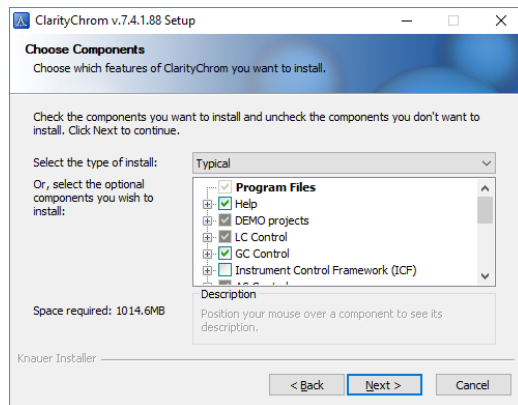 ClarityChrom v.7.4.1.88 Setup
Choose Components
Choose which features of ClarityChrom you want to install.
Check the components you want to install and uncheck the components you don't want to
install. Click Next to continue.
Select the type of install:
Typical
Or, select the optional
components you wish to
install:
Program Files
Help
DEMO projects
LC Control
GC Control
Instrument Control Framework (ICF)
Space required: 1014.6MB
Description
Position your mouse over a component to see its
description.
Knauer Installer
< Back
Next >
Cancel